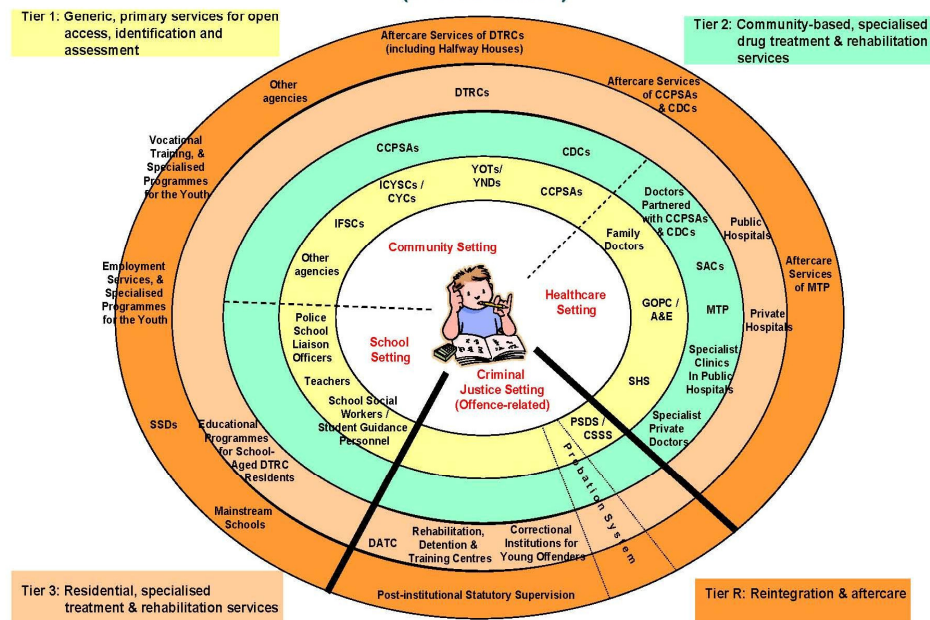 Tier 1: Generic, primary services for open
access, identification and
assessment
Tier 2: Community-based, specialised
drug treatment & rehabilitation
services
Aftercare Services of DTRCs
(including Halfway Houses)
Other
agencies
DTRCs
Aftercare Services
of CCPSAs
& CDCs
Vocational
Training, &
Specialised
Programmes
for the Youth
CCPSAs
CDCs
YOTs/
YNDs
ICYSCs /
CYCs
CCPSAs
IFSCs
Doctors
Partnered
with CCPSAs
& CDCs
Family
Doctors
Public
Hospitals
Community Setting
Other
agencies
SACs
Aftercare
Services
of MTP
Employment
Services, &
Specialised
Programmes
for the Youth
Healthcare
Setting
GOPC /
A&E
MTP
Private
Hospitals
Police
School
Liaison
Officers
School
Setting
Specialist
Clinics
In Public
Hospitals
Teachers
Criminal
Justice Setting
(Offence-related)
SHS
School Social
Workers /
Student Guidance
Personnel
PSDS /
CSSS
Specialist
Private
Doctors
SSDs
Educational
Programmes
for School-
Aged DTRC
Residents
Probation System
Mainstream
Schools
DATC
Rehabilitation,
Detention &
Training Centres
Correctional
Institutions for
Young Offenders
Post-institutional Statutory Supervision
Tier 3: Residential, specialised
treatment & rehabilitation services
Tier R: Reintegration & aftercare